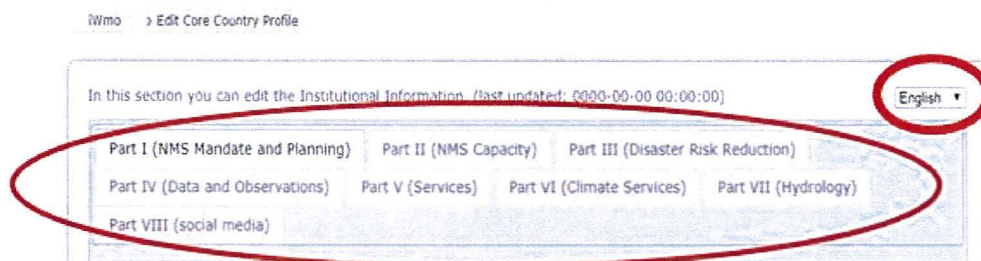 iWmo > Edit Core Country Profile
In this section you can edit the Institutional Information. (last updated: 0000-00-00 00:00:00)
English
Part I (NMS Mandate and Planning) Part II (NMS Capacity) Part III (Disaster Risk Reduction)
Part IV (Data and Observations) Part V (Services) Part VI (Climate Services) Part VII (Hydrology)
Part VIII (social media)